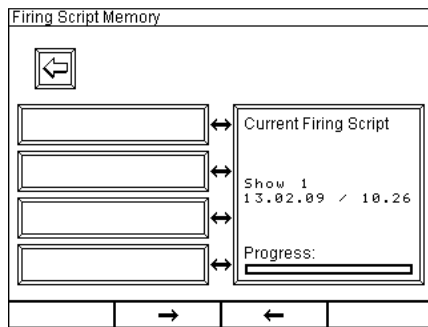 Firing Script Memory
Current Firing Script
Show 1
13.02.09 / 10.26
Progress: